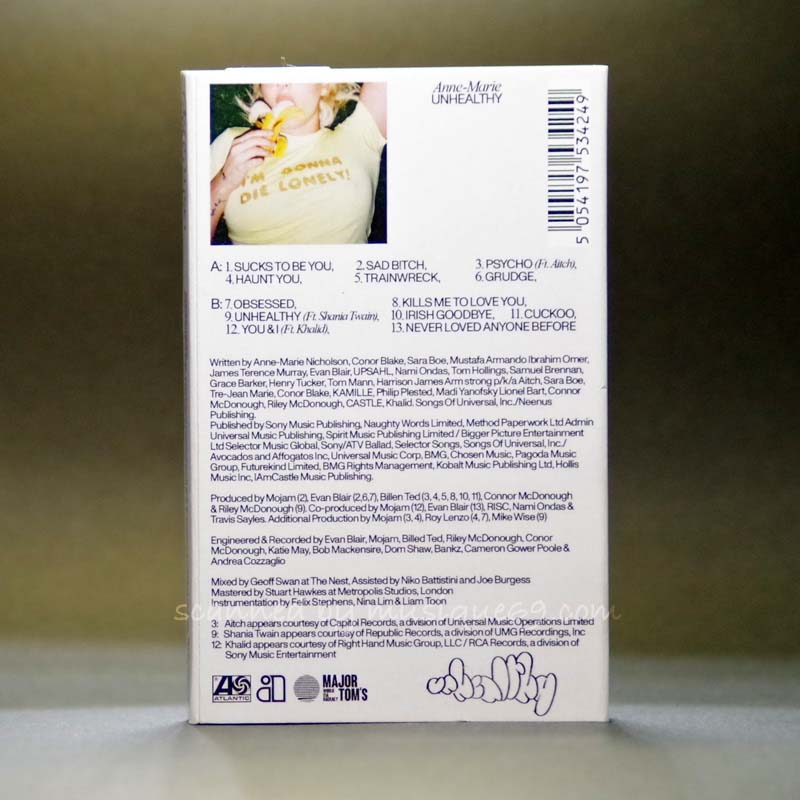 I'M GONNA
DIE LONELY!
Anne-Marie
UNHEALTHY
5 054197 534249
A: 1. SUCKS TO BE YOU, 2. SAD BITCH, 3. PSYCHO (Ft. Aitch),
4. HAUNT YOU, 5. TRAINWRECK, 6. GRUDGE,
B: 7. OBSESSED, 8. KILLS ME TO LOVE YOU,
9. UNHEALTHY (Ft. Shania Twain), 10. IRISH GOODBYE, 11. CUCKOO,
12. YOU & I (Ft. Khalid), 13. NEVER LOVED ANYONE BEFORE
Written by Anne-Marie Nicholson, Conor Blake, Sara Boe, Mustafa Armando Ibrahim Omer,
James Terence Murray, Evan Blair, UPSAHL, Nami Ondas, Tom Hollings, Samuel Brennan,
Grace Barker, Henry Tucker, Tom Mann, Harrison James Arm strong p/k/a Aitch, Sara Boe,
Tre-Jean Marie, Conor Blake, KAMILLE, Philip Plested, Madi Yanofsky Lionel Bart, Connor
McDonough, Riley McDonough, CASTLE, Khalid. Songs Of Universal, Inc./Neenus
Publishing.
Published by Sony Music Publishing, Naughty Words Limited, Method Paperwork Ltd Admin
Universal Music Publishing, Spirit Music Publishing Limited / Bigger Picture Entertainment
Ltd Selector Music Global, Sony/ATV Ballad, Selector Songs, Songs Of Universal, Inc./
Avocados and Affogatos Inc, Universal Music Corp, BMG, Chosen Music, Pagoda Music
Group, Futurekind Limited, BMG Rights Management, Kobalt Music Publishing Ltd, Hollis
Music Inc, IAmCastle Music Publishing.
Produced by Mojam (2), Evan Blair (2,6,7), Billen Ted (3, 4, 5, 8, 10, 11), Connor McDonough
& Riley McDonough (9). Co-produced by Mojam (12), Evan Blair (13), RISC, Nami Ondas &
Travis Sayles. Additional Production by Mojam (3, 4), Roy Lenzo (4, 7), Mike Wise (9)
Engineered & Recorded by Evan Blair, Mojam, Billed Ted, Riley McDonough, Conor
McDonough, Katie May, Bob Mackensire, Dom Shaw, Bankz, Cameron Gower Poole &
Andrea Cozzaglio
Mixed by Geoff Swan at The Nest, Assisted by Niko Battistini and Joe Burgess
Mastered by Stuart Hawkes at Metropolis Studios, London
Instrumentation by Felix Stephens, Nina Lim & Liam Toon
scanned by musique69.com
3: Aitch appears courtesy of Capitol Records, a division of Universal Music Operations Limited
9: Shania Twain appears courtesy of Republic Records, a division of UMG Recordings, Inc
12: Khalid appears courtesy of Right Hand Music Group, LLC / RCA Records, a division of
Sony Music Entertainment
ATLANTIC
MAJOR
TOM'S
unhealthy